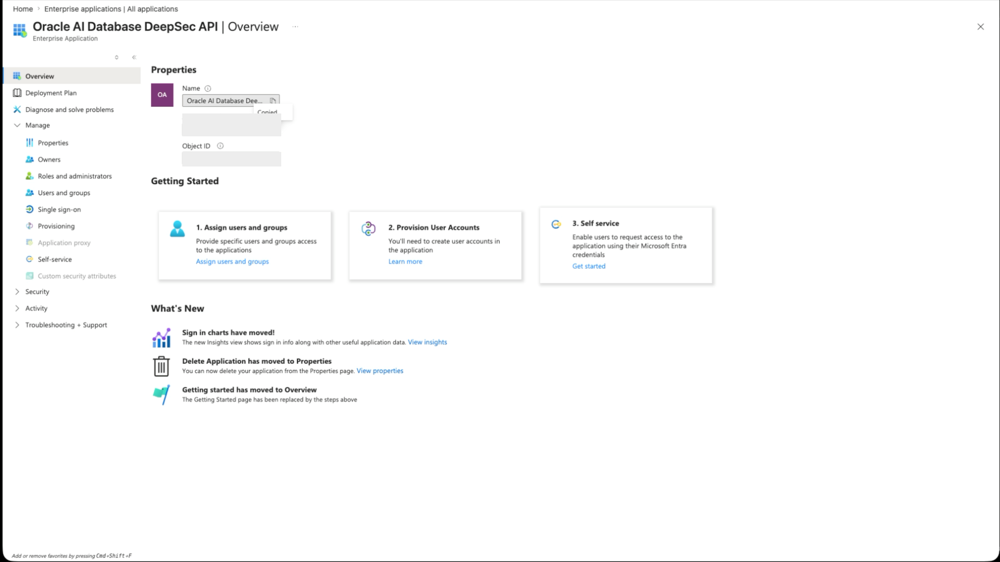 Home > Enterprise applications | All applications
Oracle AI Database DeepSec API | Overview ...
Enterprise Application
Overview
Deployment Plan
Diagnose and solve problems
Manage
Properties
Owners
Roles and administrators
Users and groups
Single sign-on
Provisioning
Application proxy
Self-service
Custom security attributes
Security
Activity
Troubleshooting + Support
Properties
OA
Name
Oracle AI Database Dee...
Copied
Object ID
Getting Started
1. Assign users and groups
Provide specific users and groups access
to the applications
Assign users and groups
2. Provision User Accounts
You'll need to create user accounts in
the application
Learn more
3. Self service
Enable users to request access to the
application using their Microsoft Entra
credentials
Get started
What's New
Sign in charts have moved!
The new Insights view shows sign in info along with other useful application data. View insights
Delete Application has moved to Properties
You can now delete your application from the Properties page. View properties
Getting started has moved to Overview
The Getting Started page has been replaced by the steps above
Add or remove favorites by pressing Cmd+Shift+F